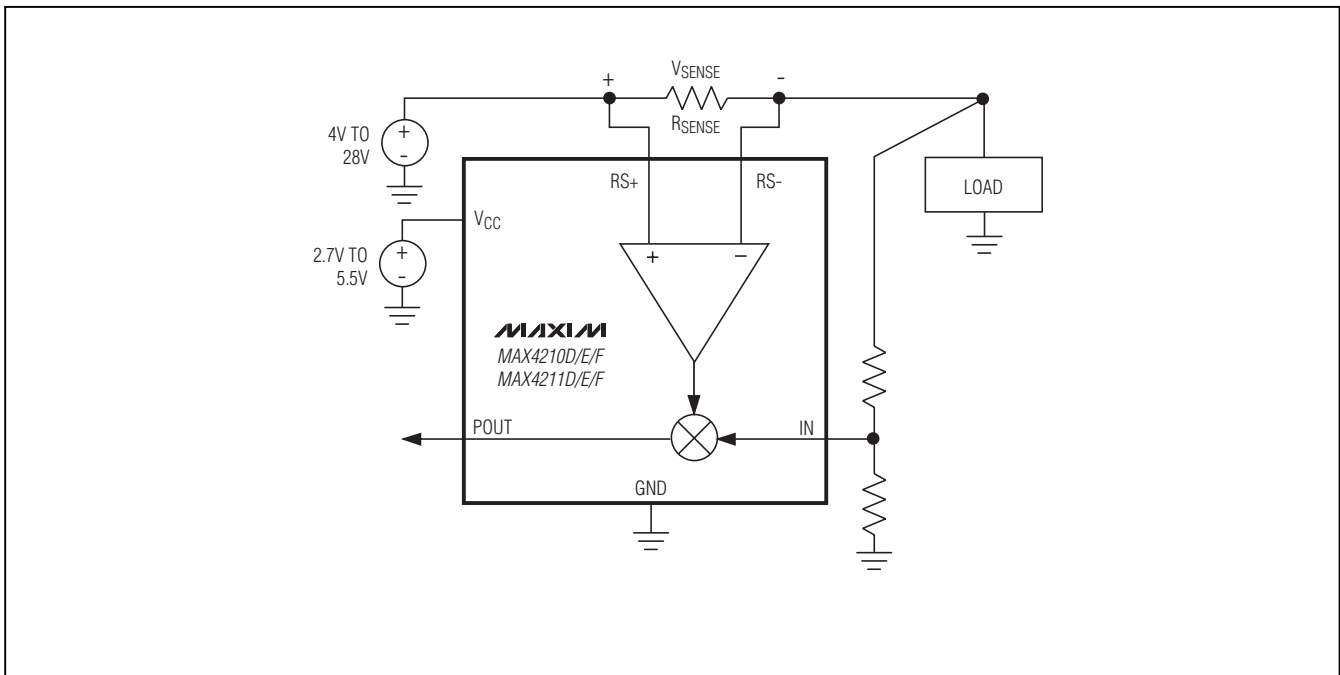 + VSENSE -
RSENSE
4V TO
28V
+
-
RS+
RS-
LOAD
VCC
2.7V TO
5.5V
+
-
+ −
MAXIM
MAX4210D/E/F
MAX4211D/E/F
POUT
IN
GND